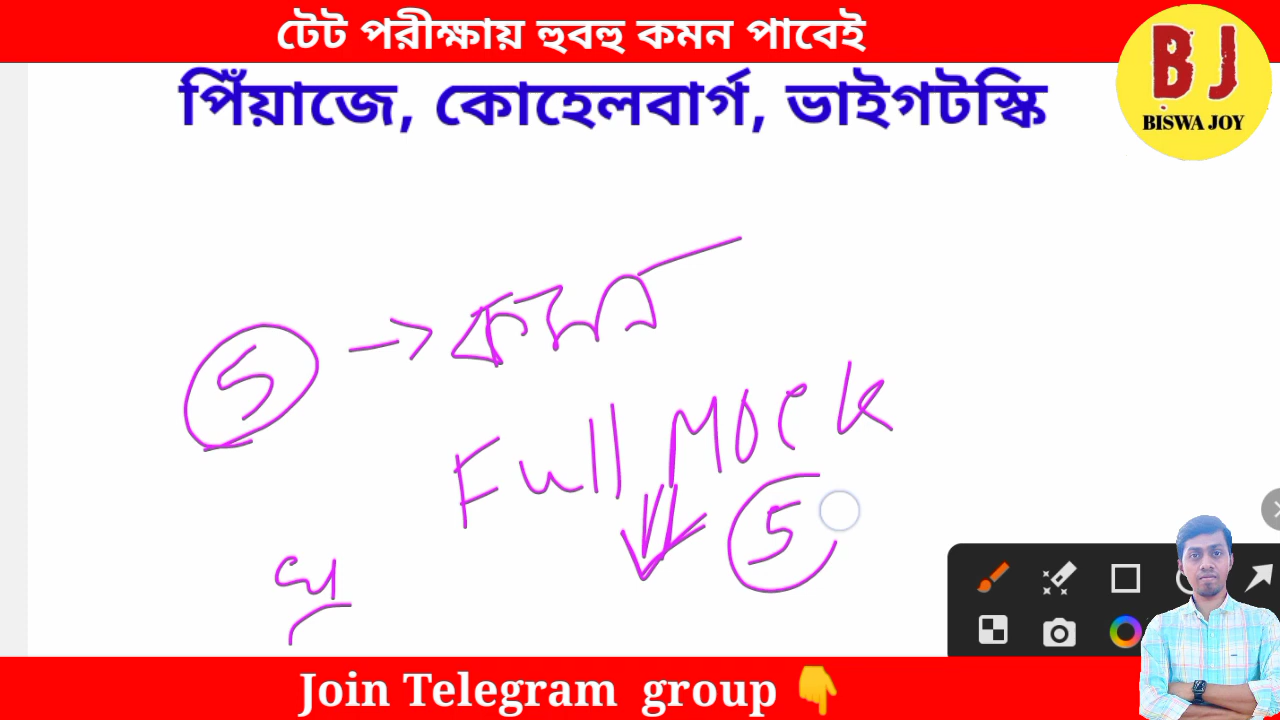 টেট পরীক্ষায় হুবহু কমন পাবেই
BJ
BISWA JOY
পিঁয়াজে, কোহেলবার্গ, ভাইগটস্কি
5 → কমন
Full Mock
5
Join Telegram group 👇